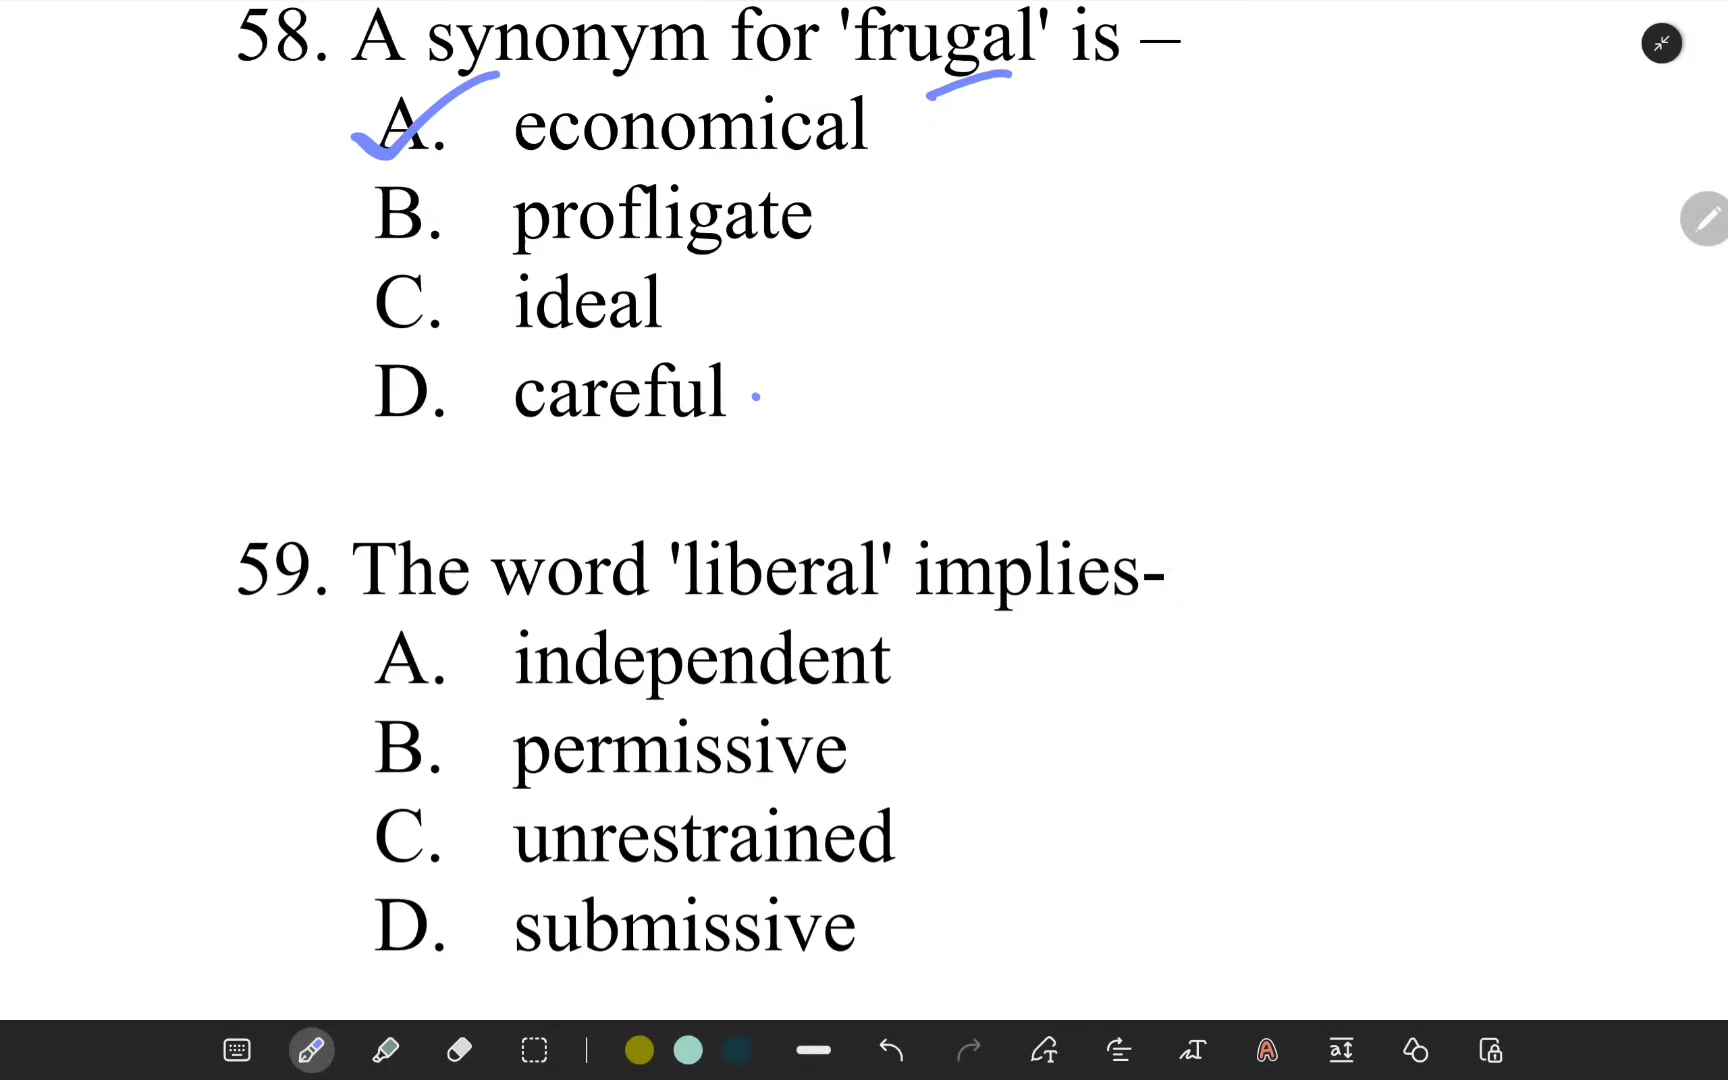 58. A synonym for 'frugal' is –
A. economical
B. profligate
C. ideal
D. careful
59. The word 'liberal' implies-
A. independent
B. permissive
C. unrestrained
D. submissive